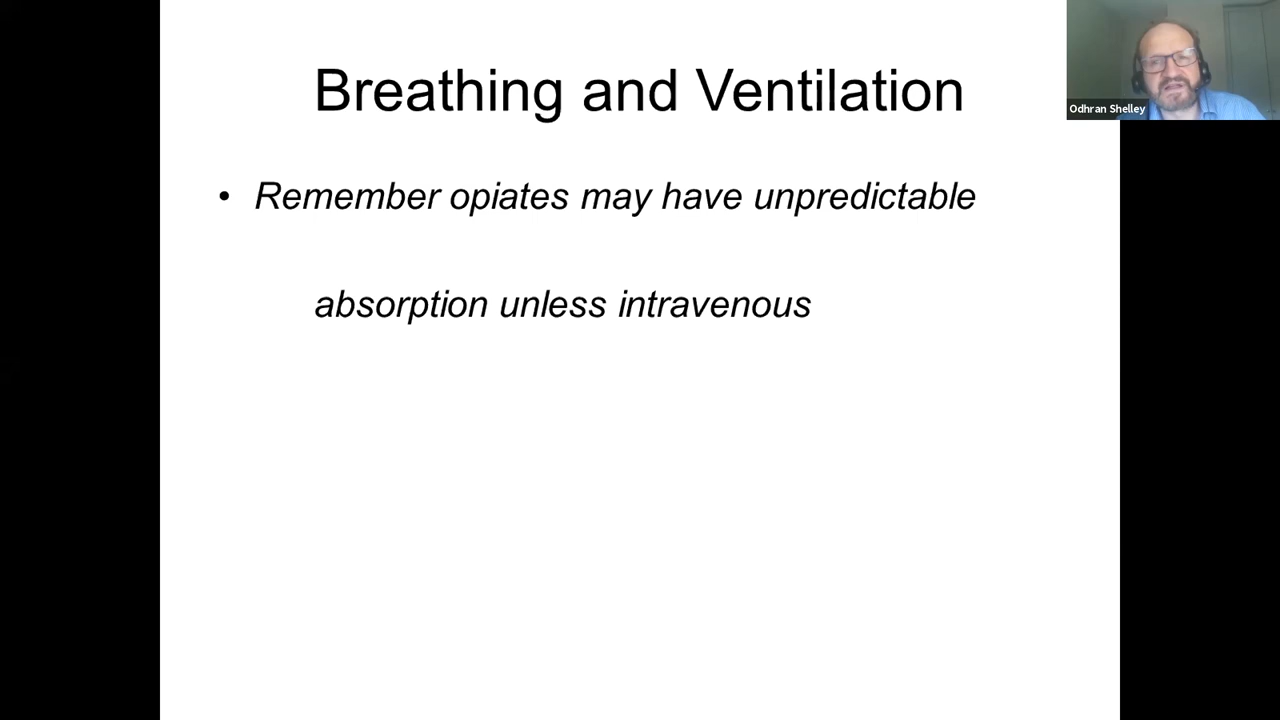 Breathing and Ventilation
Odhran Shelley
• Remember opiates may have unpredictable
absorption unless intravenous